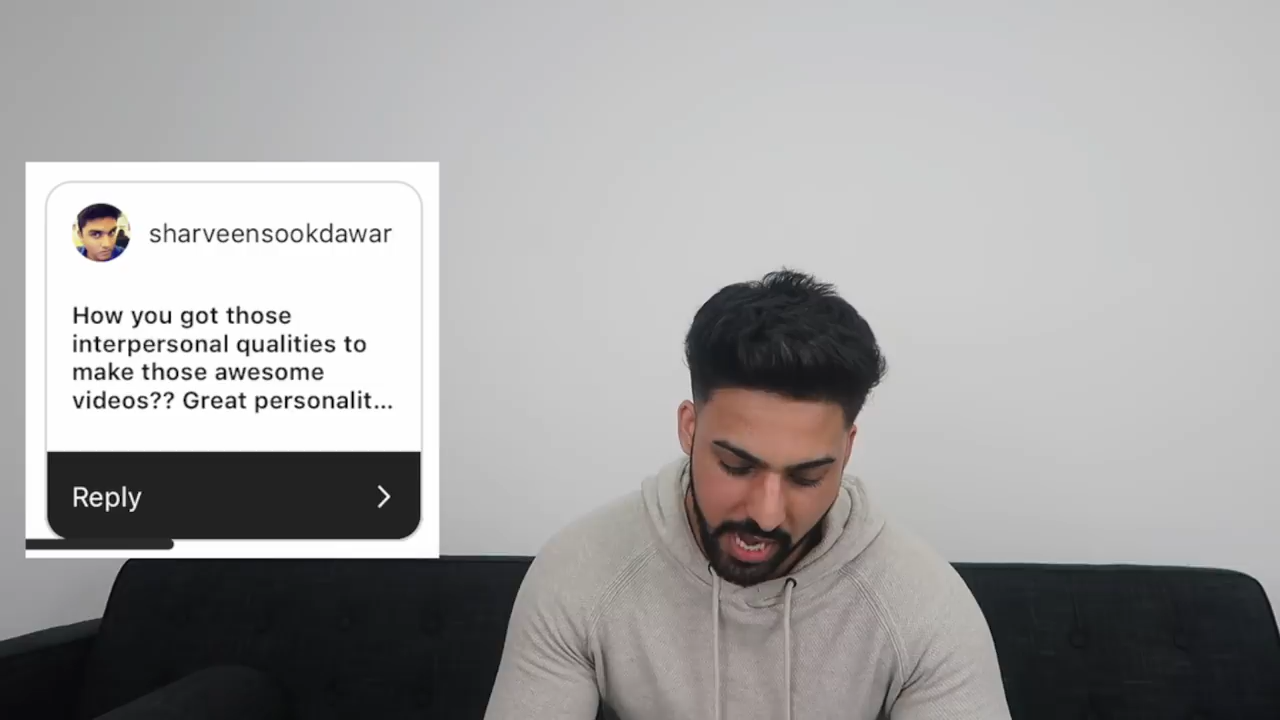 sharveensookdawar
How you got those
interpersonal qualities to
make those awesome
videos?? Great personalit...
Reply